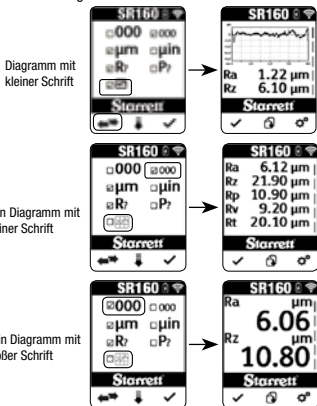 SR160 SR160
000 000
µm µin
R? P?
Diagramm mit
kleiner Schrift
Ra 1.22 µm
Rz 6.10 µm
Starrett Starrett
SR160 SR160
000 000
µm µin
R? P?
n Diagramm mit
iner Schrift
Ra 6.12 µm
Rz 21.90 µm
Rp 10.90 µm
Rv 9.20 µm
Rt 20.10 µm
Starrett Starrett
SR160 SR160
000 000
µm µin
R? P?
in Diagramm mit
ßer Schrift
Ra µm
6.06
Rz µm
10.80
Starrett Starrett